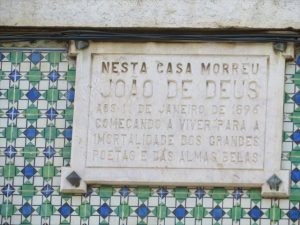 NESTA CASA MORREU
JOÃO DE DEUS
AOS 11 DE JANEIRO DE 1896
COMEÇANDO A VIVER PARA A
IMORTALIDADE DOS GRANDES
POETAS E DAS ALMAS BELAS